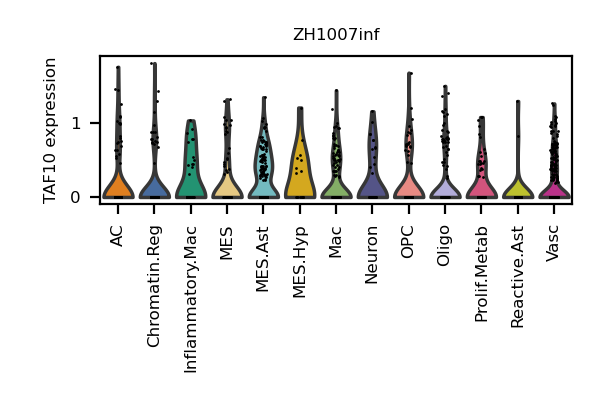 ZH1007inf
TAF10 expression
1
0
AC
Chromatin.Reg
Inflammatory.Mac
MES
MES.Ast
MES.Hyp
Mac
Neuron
OPC
Oligo
Prolif.Metab
Reactive.Ast
Vasc